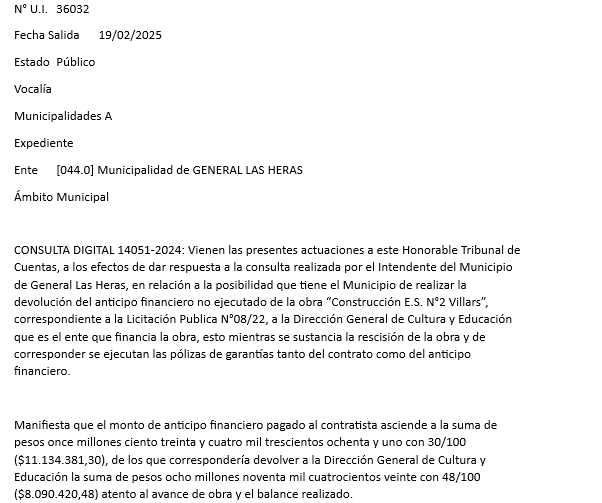 N° U.I. 36032
Fecha Salida 19/02/2025
Estado Público
Vocalía
Municipalidades A
Expediente
Ente [044.0] Municipalidad de GENERAL LAS HERAS
Ámbito Municipal
CONSULTA DIGITAL 14051-2024: Vienen las presentes actuaciones a este Honorable Tribunal de
Cuentas, a los efectos de dar respuesta a la consulta realizada por el Intendente del Municipio
de General Las Heras, en relación a la posibilidad que tiene el Municipio de realizar la
devolución del anticipo financiero no ejecutado de la obra “Construcción E.S. N°2 Villars”,
correspondiente a la Licitación Publica N°08/22, a la Dirección General de Cultura y Educación
que es el ente que financia la obra, esto mientras se sustancia la rescisión de la obra y de
corresponder se ejecutan las pólizas de garantías tanto del contrato como del anticipo
financiero.
Manifiesta que el monto de anticipo financiero pagado al contratista asciende a la suma de
pesos once millones ciento treinta y cuatro mil trescientos ochenta y uno con 30/100
($11.134.381,30), de los que correspondería devolver a la Dirección General de Cultura y
Educación la suma de pesos ocho millones noventa mil cuatrocientos veinte con 48/100
($8.090.420,48) atento al avance de obra y el balance realizado.